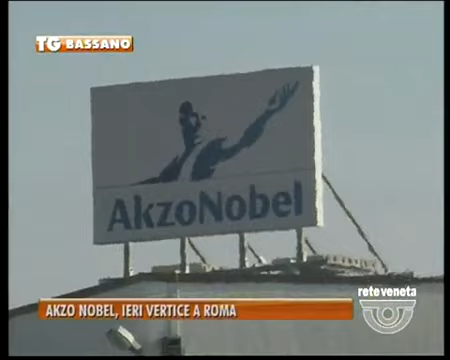 TG BASSANO
AkzoNobel
AKZO NOBEL, IERI VERTICE A ROMA
reteveneta